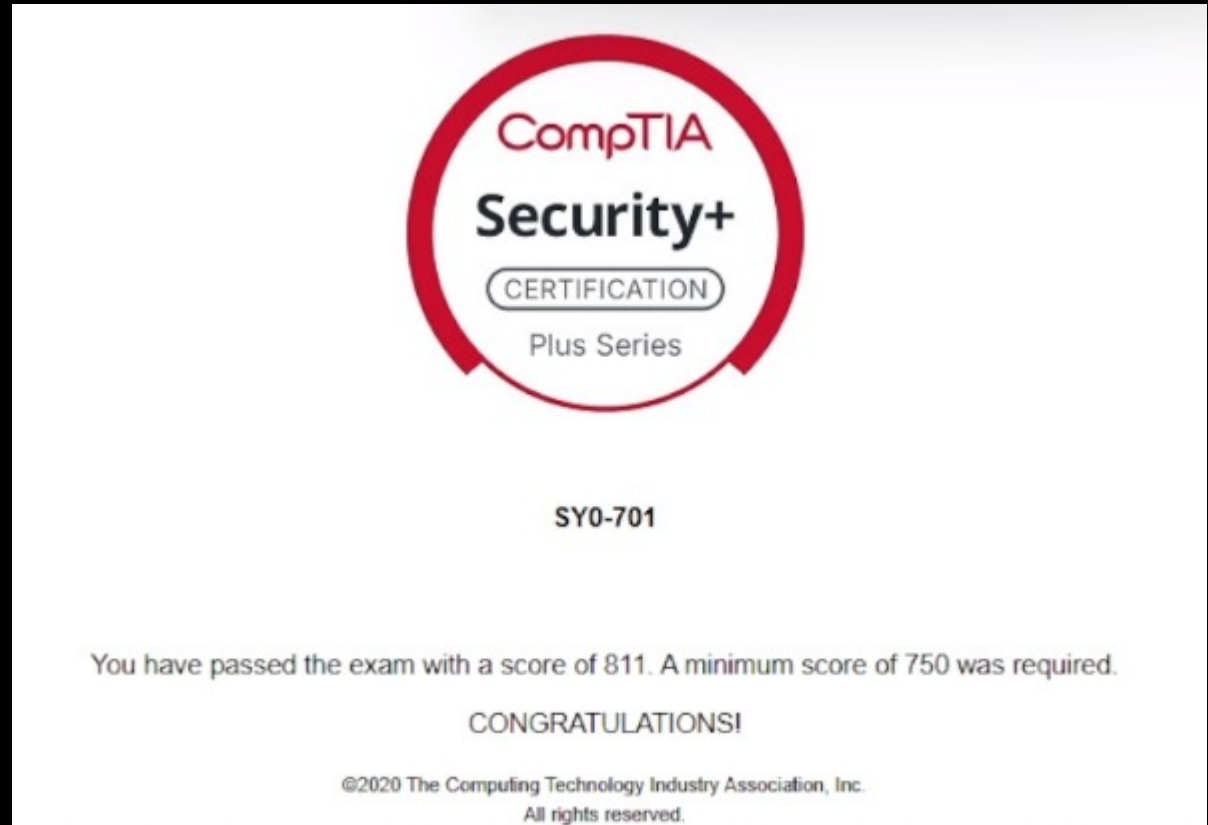 CompTIA
Security+
CERTIFICATION
Plus Series
SY0-701
You have passed the exam with a score of 811. A minimum score of 750 was required.
CONGRATULATIONS!
©2020 The Computing Technology Industry Association, Inc.
All rights reserved.